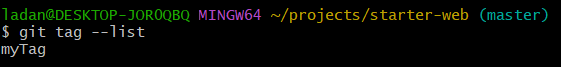 ladan@DESKTOP-JOROQBQ MINGW64 ~/projects/starter-web (master)
$ git tag --list
myTag